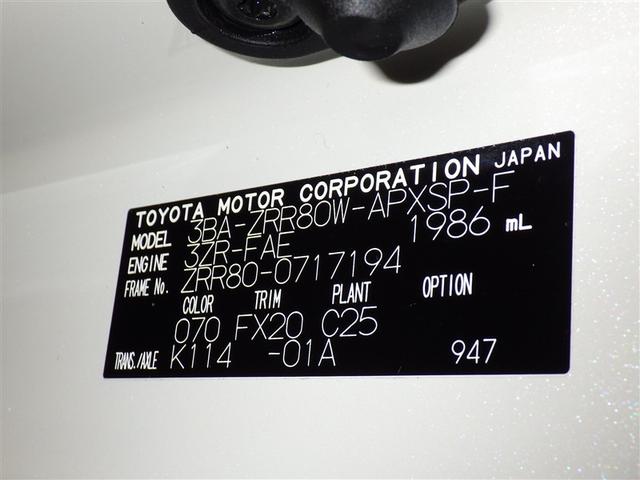 TOYOTA MOTOR CORPORATION JAPAN
MODEL 3BA-ZRR80W-APXSP-F
ENGINE 3ZR-FAE 1986 mL
FRAME No. ZRR80-0717194
COLOR TRIM PLANT OPTION
070 FX20 C25
TRANS./AXLE K114 -01A 947